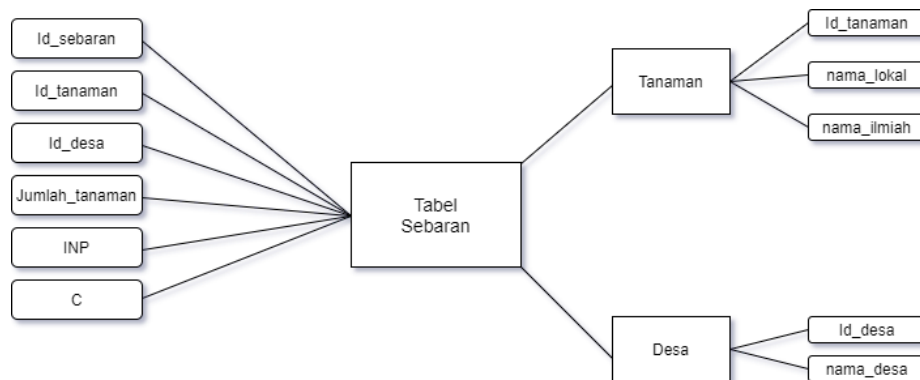 Id_sebaran
Id_tanaman
Id_desa
Jumlah_tanaman
INP
C
Tabel
Sebaran
Tanaman
Id_tanaman
nama_lokal
nama_ilmiah
Desa
Id_desa
nama_desa